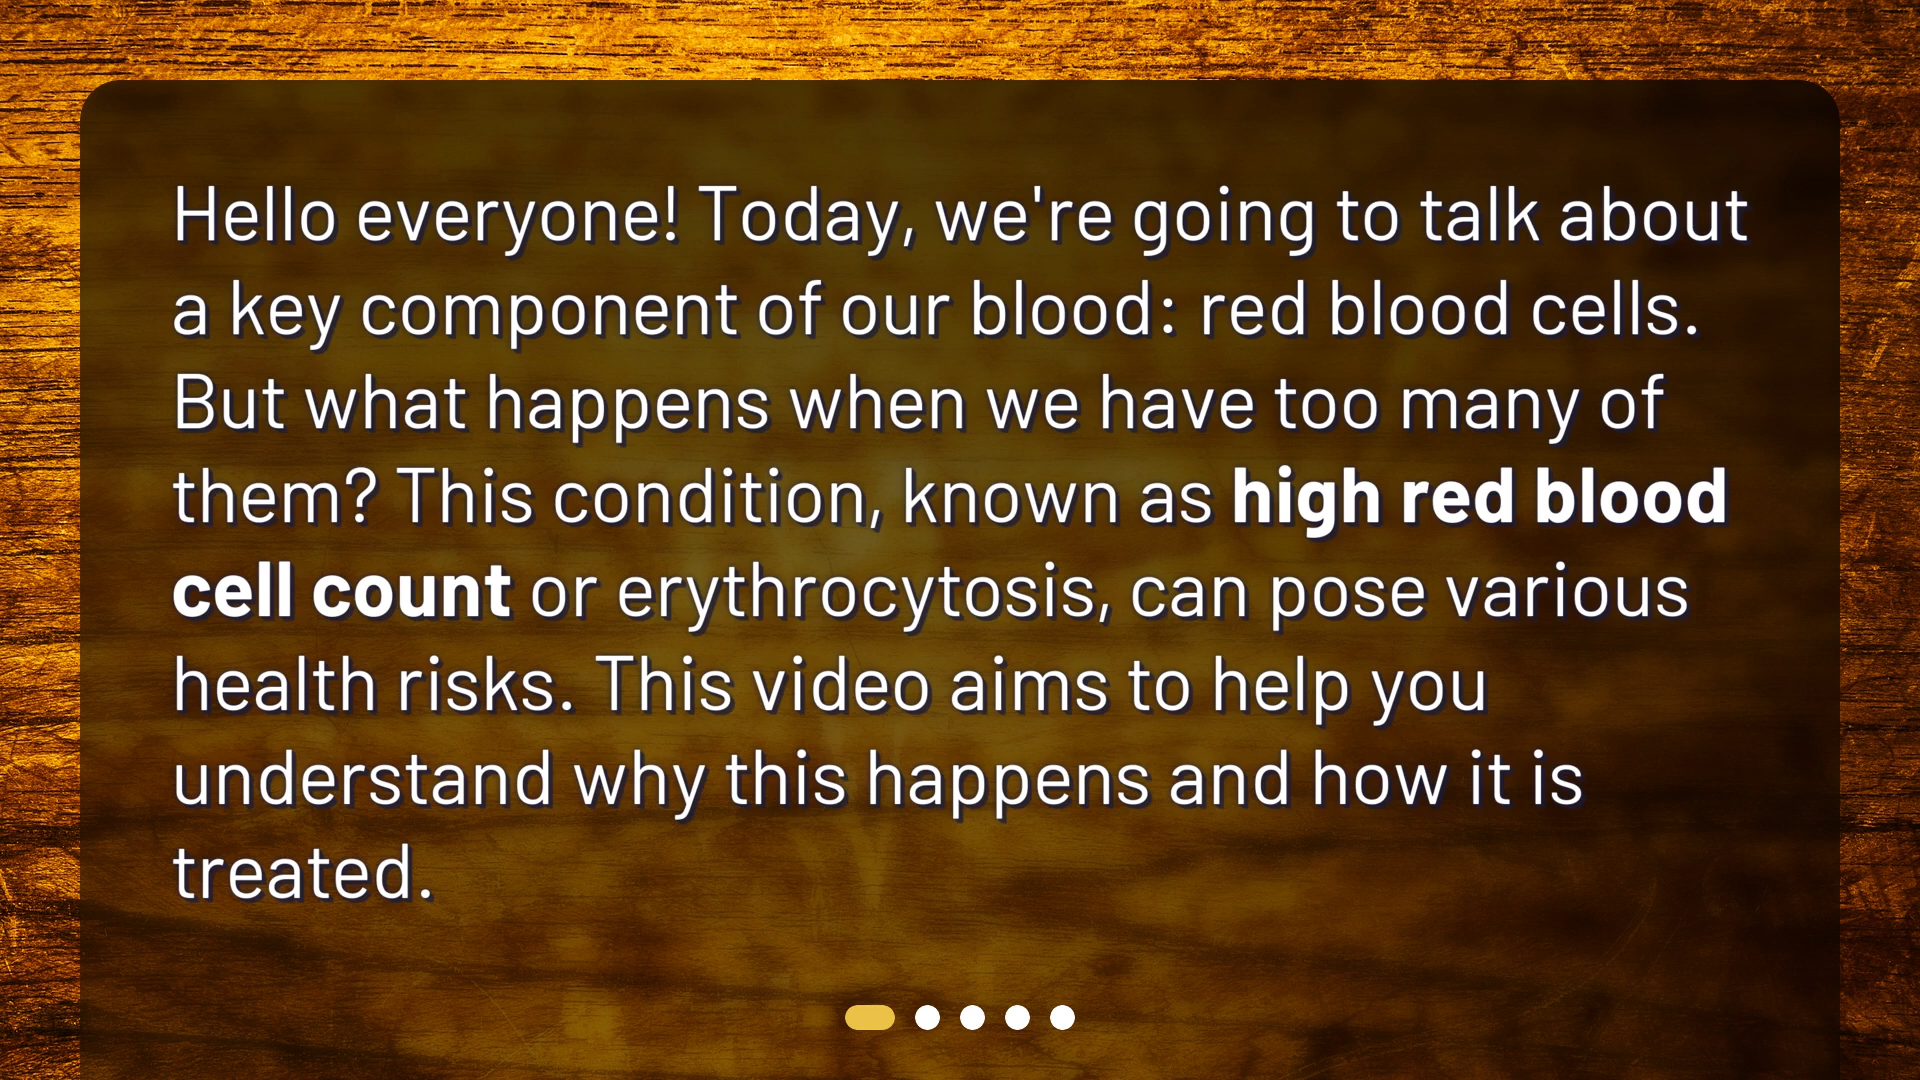 Hello everyone! Today, we're going to talk about
a key component of our blood: red blood cells.
But what happens when we have too many of
them? This condition, known as high red blood
cell count or erythrocytosis, can pose various
health risks. This video aims to help you
understand why this happens and how it is
treated.